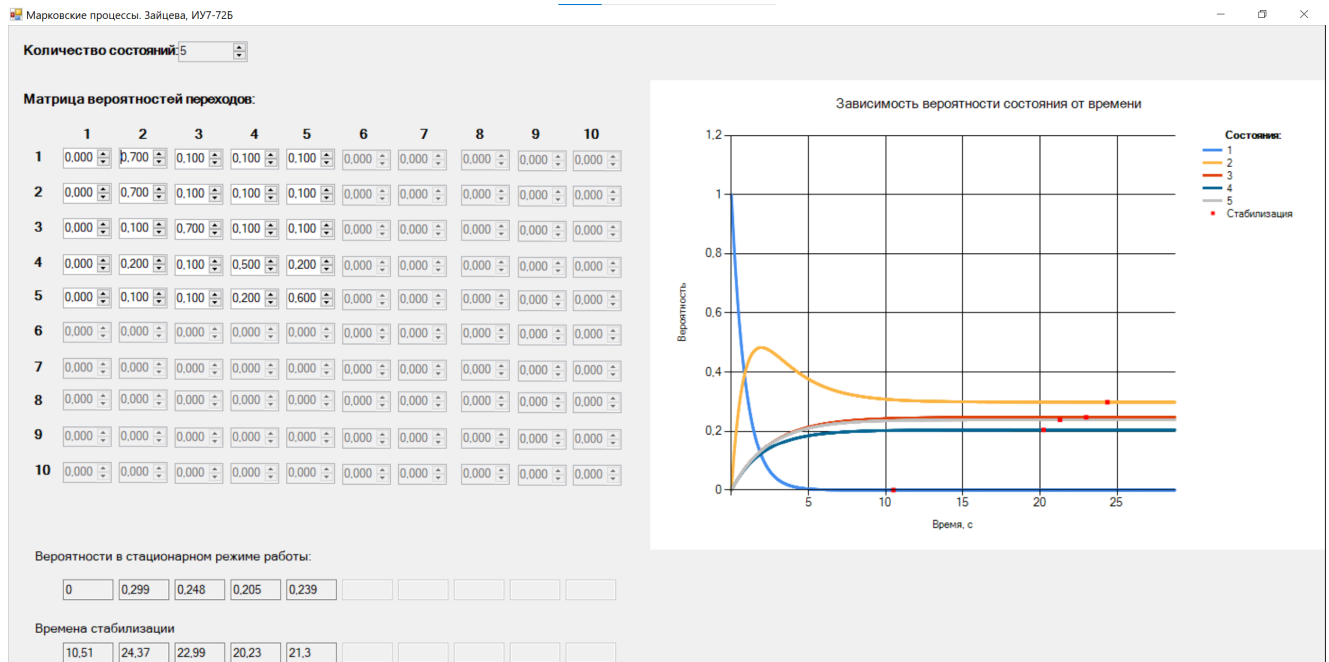 Марковские процессы. Зайцева, ИУ7-72Б
Количество состояний: 5
Матрица вероятностей переходов:
1 2 3 4 5 6 7 8 9 10
1 0,000 0,700 0,100 0,100 0,100 0,000 0,000 0,000 0,000 0,000
2 0,000 0,700 0,100 0,100 0,100 0,000 0,000 0,000 0,000 0,000
3 0,000 0,100 0,700 0,100 0,100 0,000 0,000 0,000 0,000 0,000
4 0,000 0,200 0,100 0,500 0,200 0,000 0,000 0,000 0,000 0,000
5 0,000 0,100 0,100 0,200 0,600 0,000 0,000 0,000 0,000 0,000
6 0,000 0,000 0,000 0,000 0,000 0,000 0,000 0,000 0,000 0,000
7 0,000 0,000 0,000 0,000 0,000 0,000 0,000 0,000 0,000 0,000
8 0,000 0,000 0,000 0,000 0,000 0,000 0,000 0,000 0,000 0,000
9 0,000 0,000 0,000 0,000 0,000 0,000 0,000 0,000 0,000 0,000
10 0,000 0,000 0,000 0,000 0,000 0,000 0,000 0,000 0,000 0,000
Вероятности в стационарном режиме работы:
0 0,299 0,248 0,205 0,239
Времена стабилизации
10,51 24,37 22,99 20,23 21,3
Зависимость вероятности состояния от времени
Вероятность
1,2
1
0,8
0,6
0,4
0,2
0
5 10 15 20 25
Время, с
Состояния:
1
2
3
4
5
Стабилизация